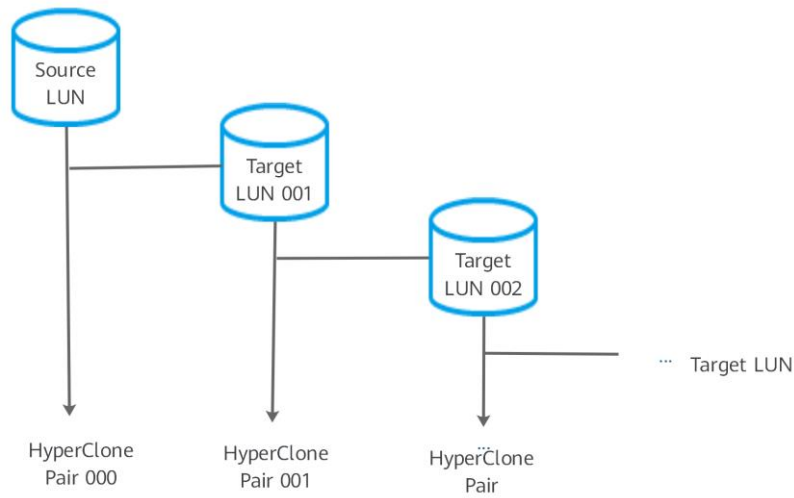 Source
LUN
Target
LUN 001
Target
LUN 002
... Target LUN
HyperClone
Pair 000
HyperClone
Pair 001
...
HyperClone
Pair